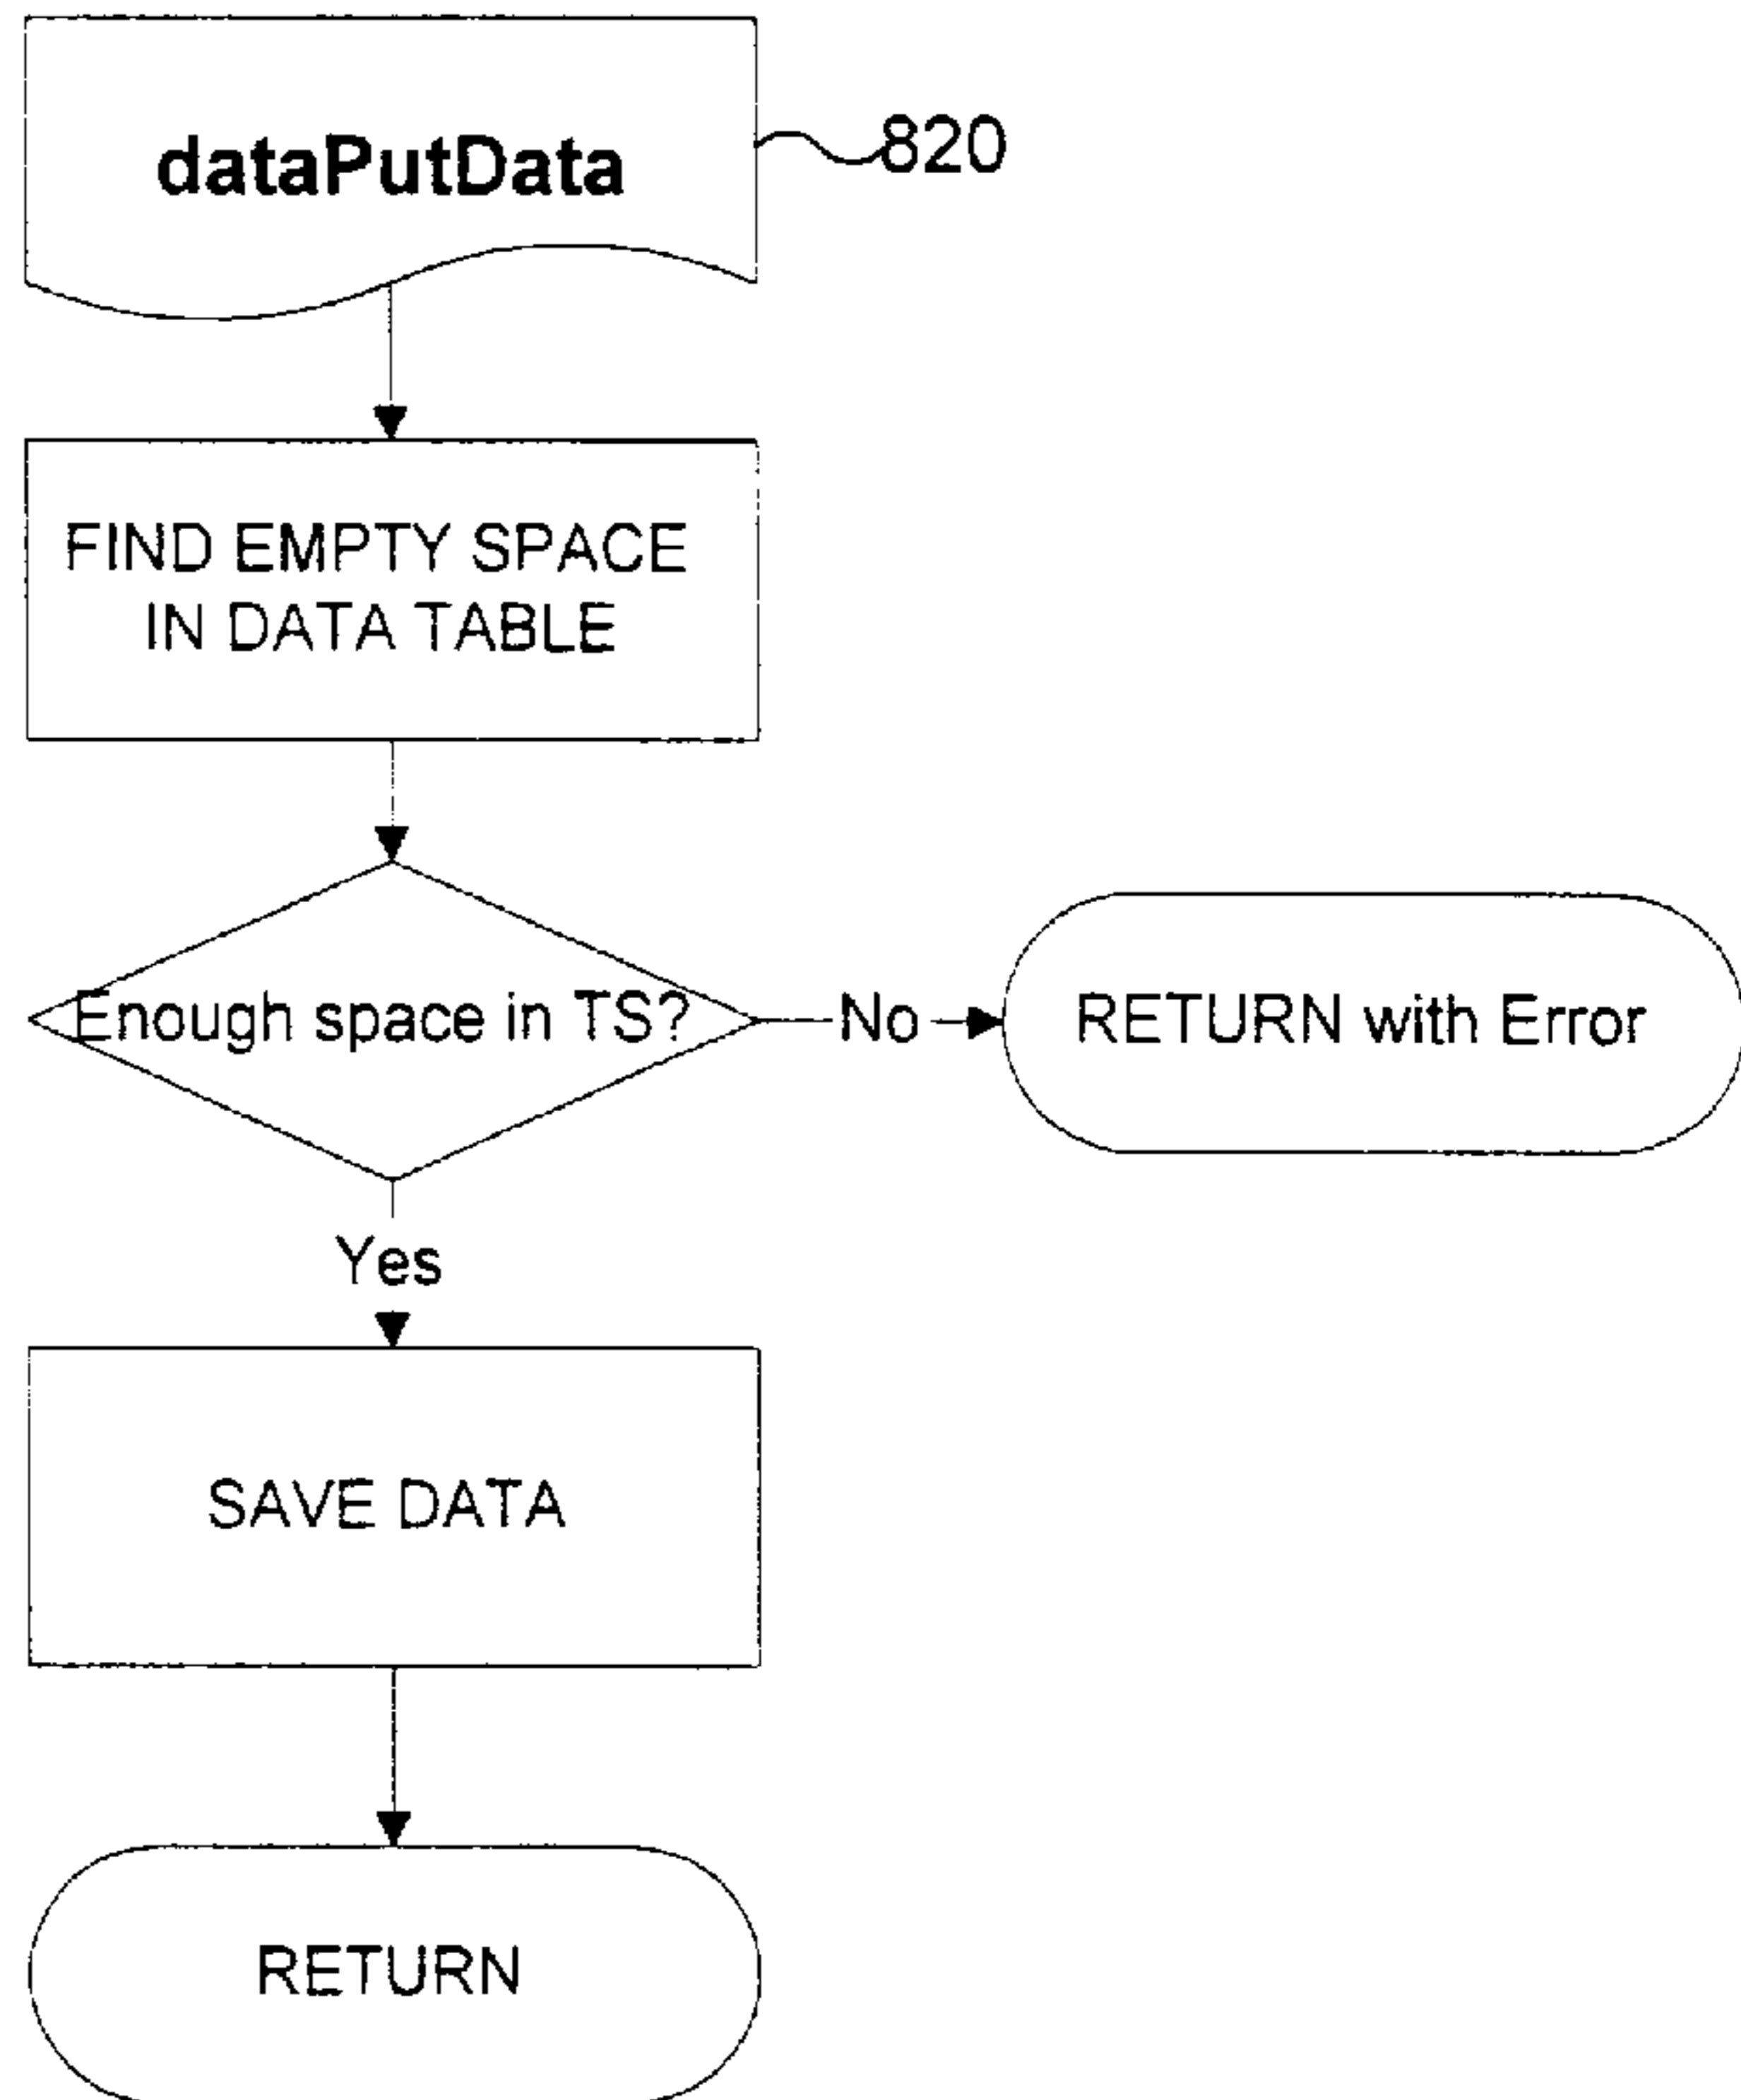 dataPutData
820
FIND EMPTY SPACE
IN DATA TABLE
Enough space in TS?
No
RETURN with Error
Yes
SAVE DATA
RETURN